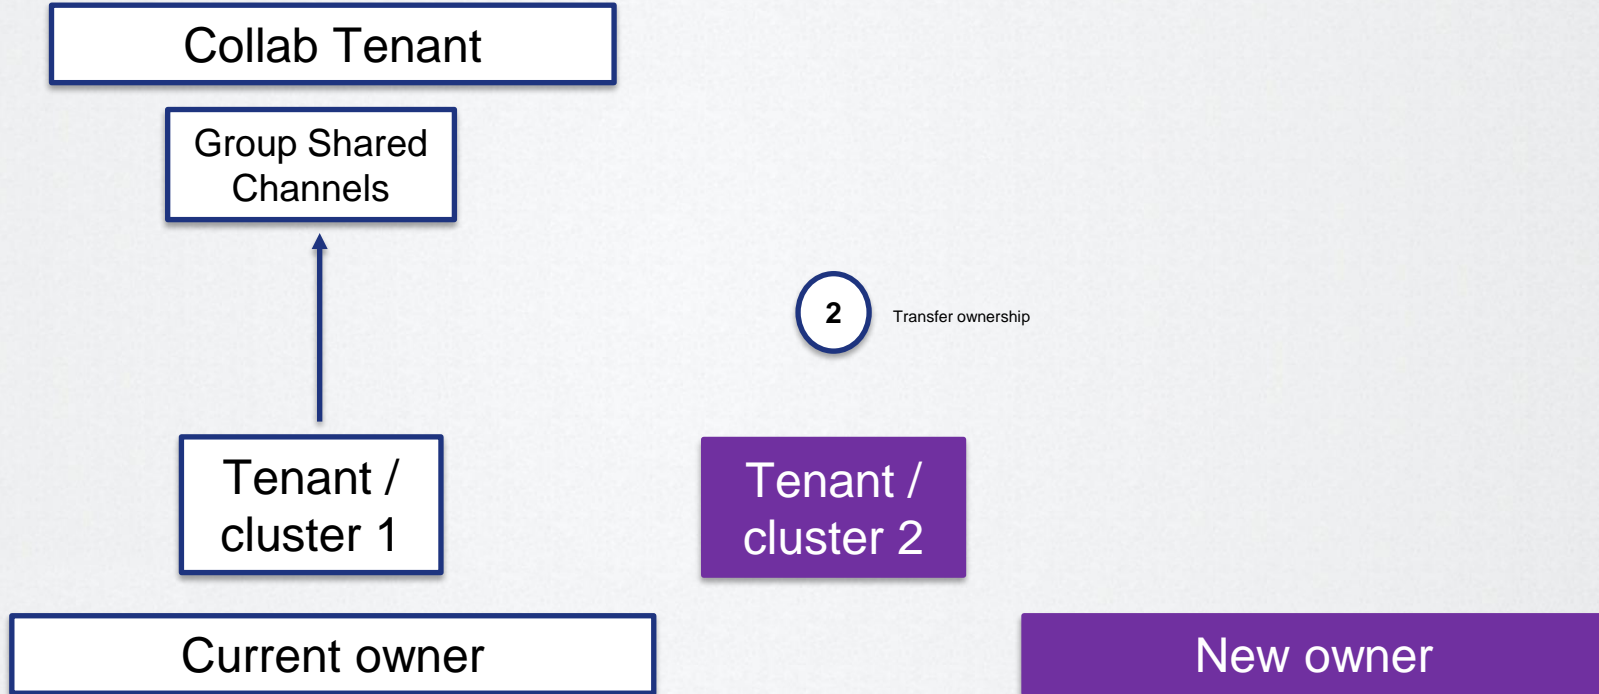 Collab Tenant
Group Shared
Channels
2
Transfer ownership
Tenant /
cluster 1
Tenant /
cluster 2
Current owner
New owner